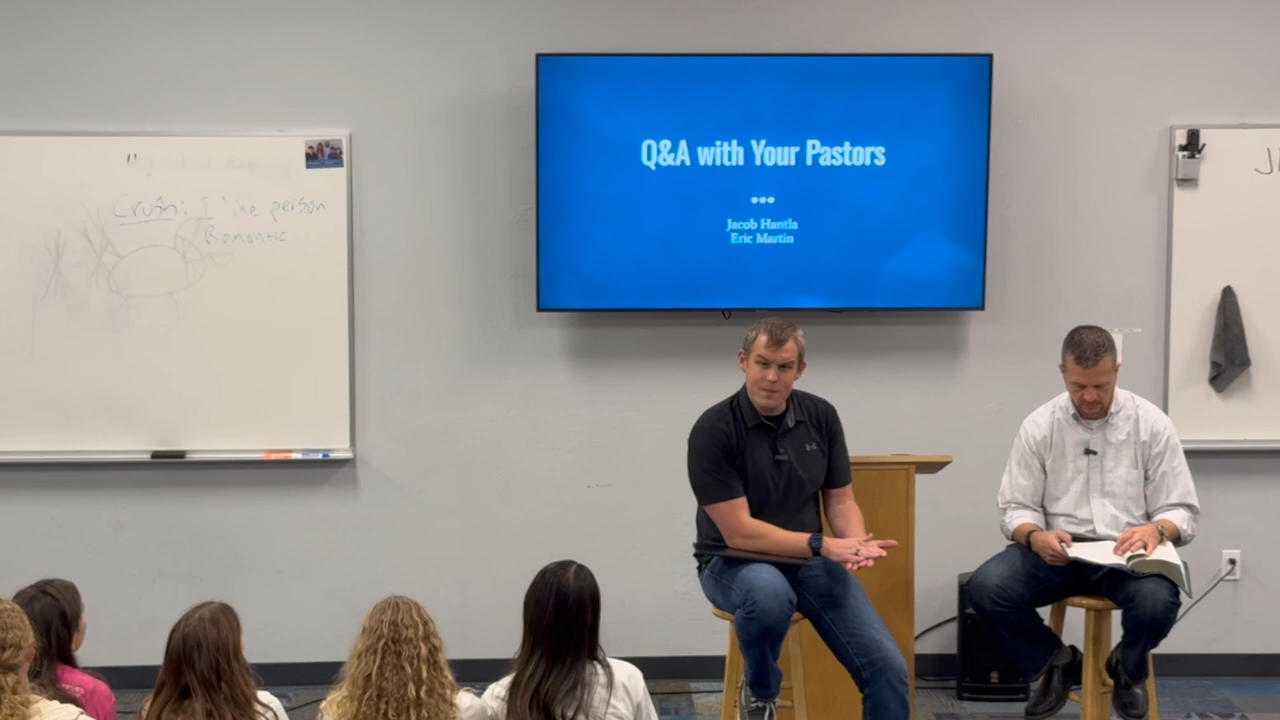 Crush: I like person
Romantic
Q&A with Your Pastors
Jacob Hantla
Eric Martin